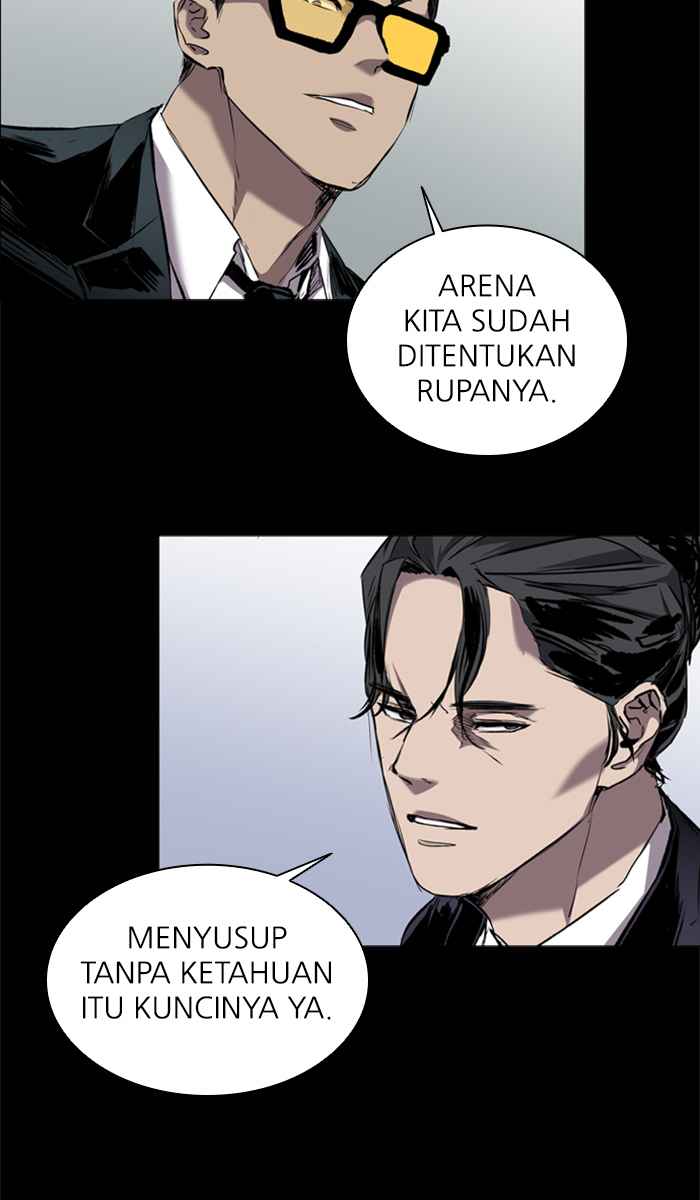 ARENA
KITA SUDAH
DITENTUKAN
RUPANYA.
MENYUSUP
TANPA KETAHUAN
ITU KUNCINYA YA.